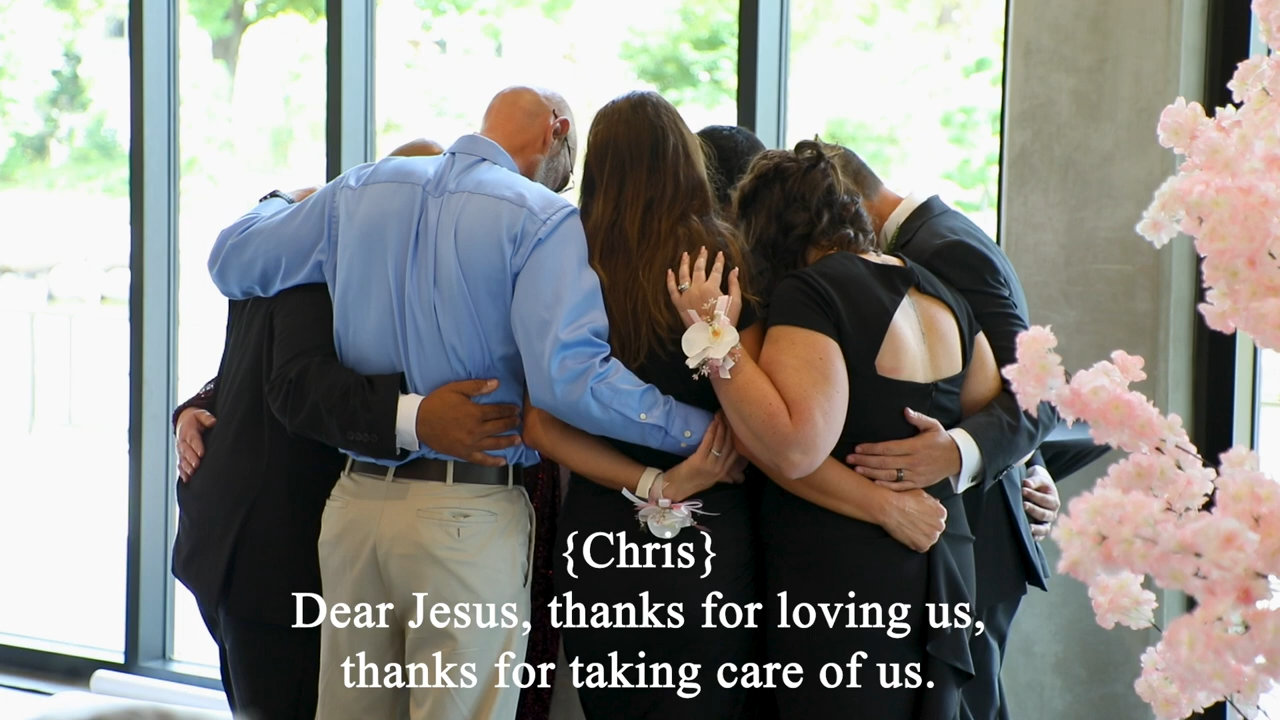 {Chris}
Dear Jesus, thanks for loving us,
thanks for taking care of us.